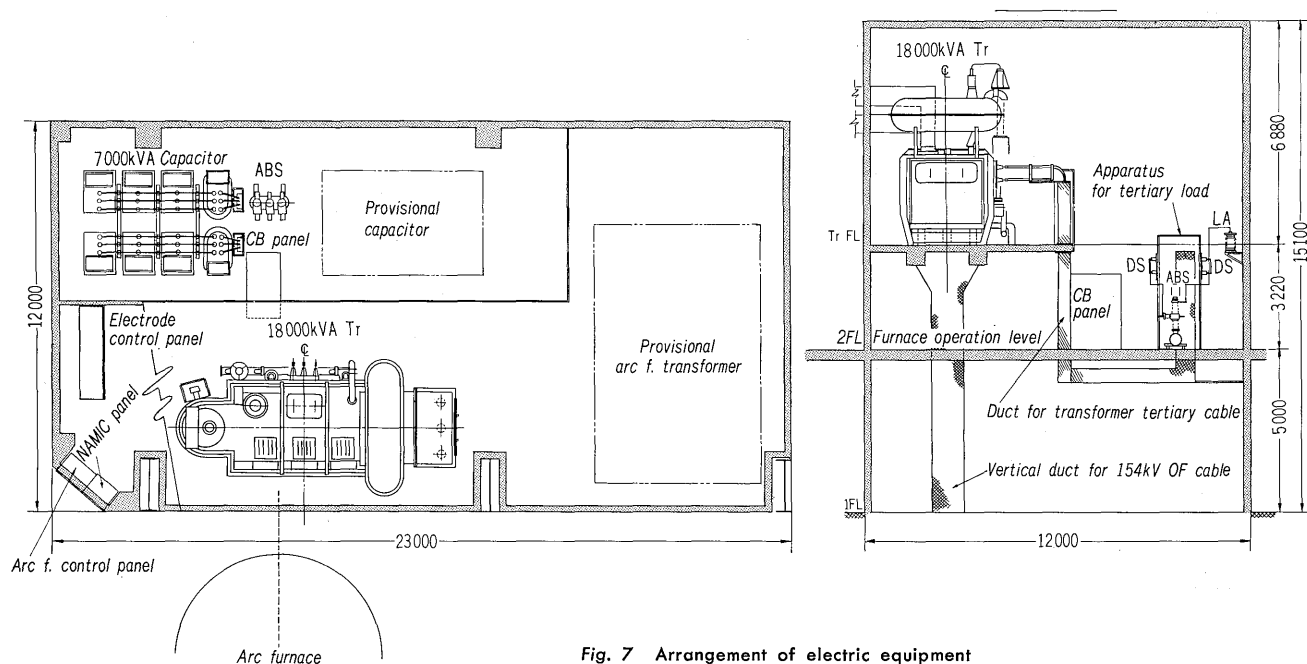 7000kVA Capacitor
ABS
CB panel
Provisional
capacitor
Electrode
control panel
18000kVA Tr
℄
Provisional
arc f. transformer
NAMIC panel
Arc f. control panel
12000
23000
Arc furnace
18000kVA Tr
℄
Apparatus
for tertiary load
LA
Tr FL
DS
ABS
DS
CB
panel
2FL Furnace operation level
Duct for transformer tertiary cable
Vertical duct for 154kV OF cable
1FL
6880
3220
5000
15100
12000
Fig. 7 Arrangement of electric equipment